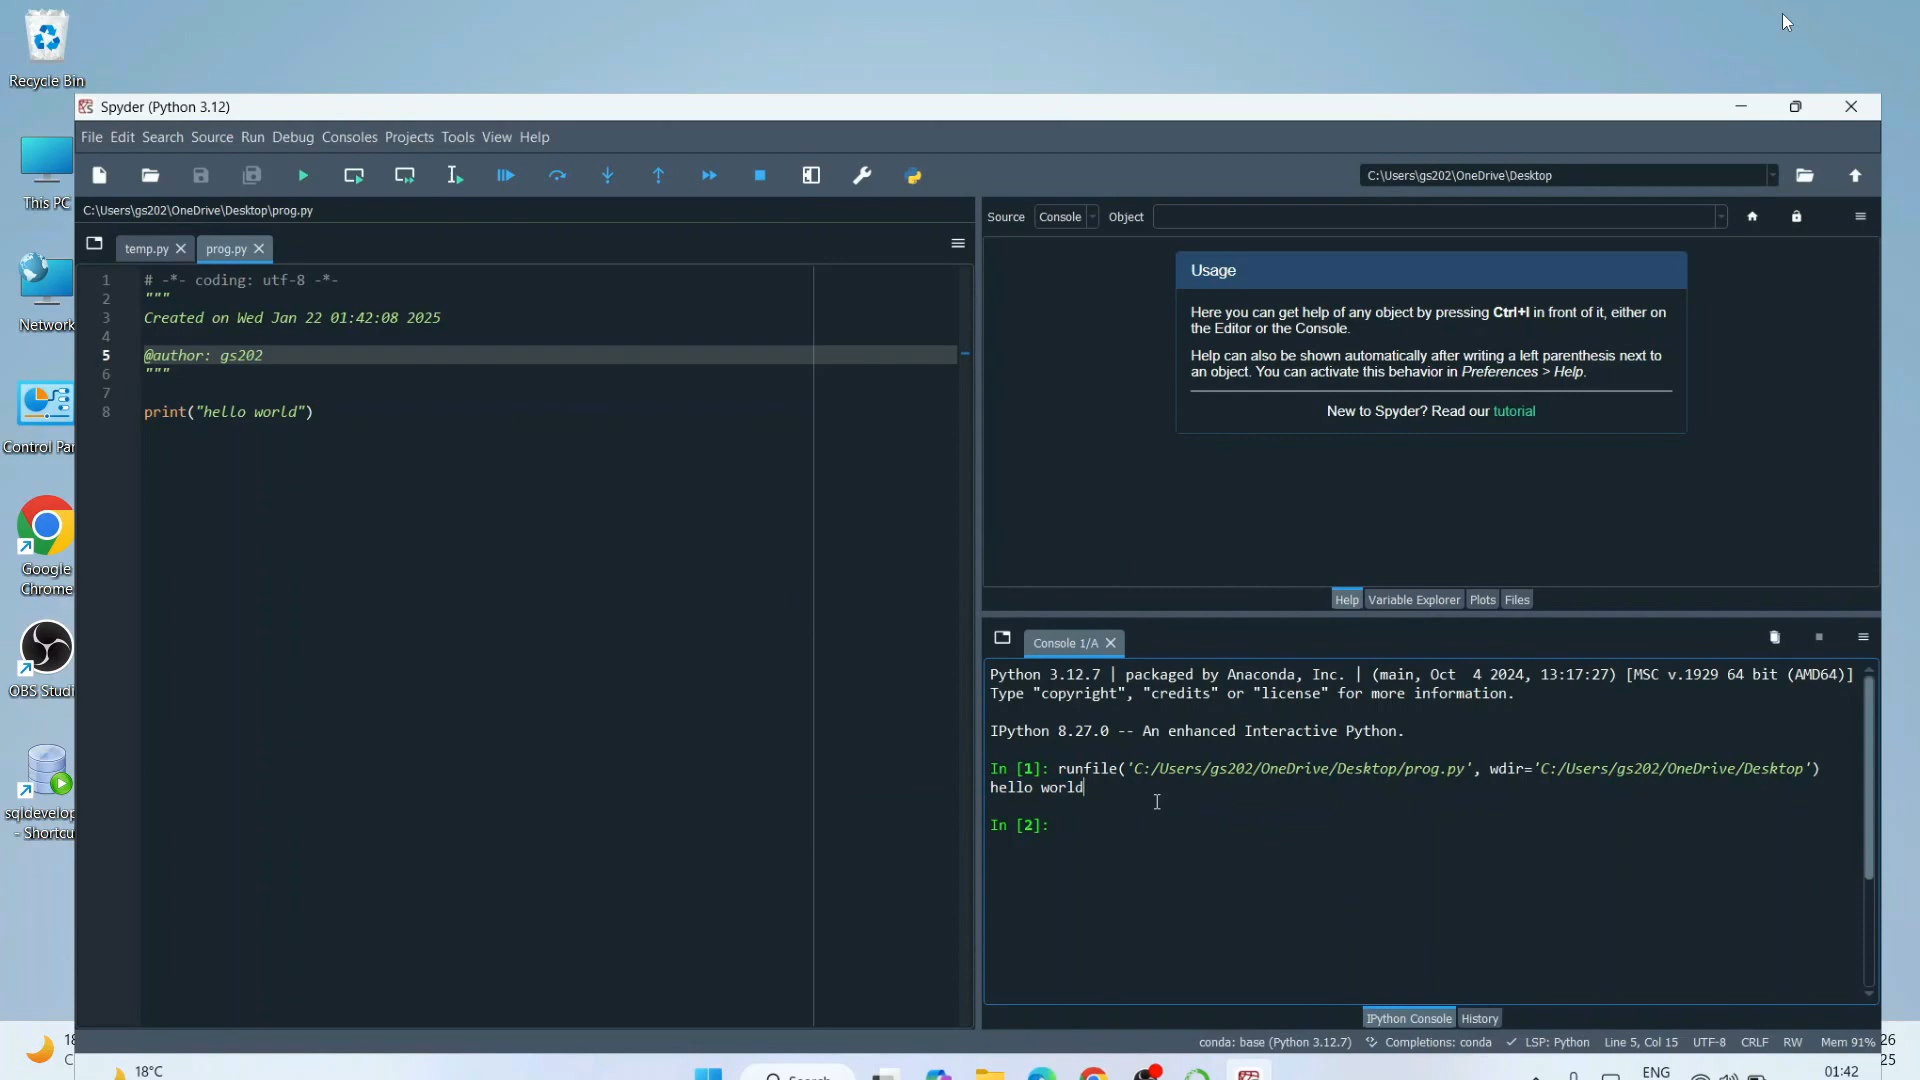 Recycle Bin
This PC
Network
Control Pan
Google
Chrome
OBS Studi
sqldevelop
- Shortcu
Spyder (Python 3.12)
File Edit Search Source Run Debug Consoles Projects Tools View Help
C:\Users\gs202\OneDrive\Desktop
C:\Users\gs202\OneDrive\Desktop\prog.py
temp.py
prog.py
1 # -*- coding: utf-8 -*-
2 """
3 Created on Wed Jan 22 01:42:08 2025
4
5 @author: gs202
6 """
7
8 print("hello world")
Source Console Object
Usage
Here you can get help of any object by pressing Ctrl+I in front of it, either on
the Editor or the Console.
Help can also be shown automatically after writing a left parenthesis next to
an object. You can activate this behavior in Preferences > Help.
New to Spyder? Read our tutorial
Help Variable Explorer Plots Files
Console 1/A
Python 3.12.7 | packaged by Anaconda, Inc. | (main, Oct  4 2024, 13:17:27) [MSC v.1929 64 bit (AMD64)]
Type "copyright", "credits" or "license" for more information.
IPython 8.27.0 -- An enhanced Interactive Python.
In [1]: runfile('C:/Users/gs202/OneDrive/Desktop/prog.py', wdir='C:/Users/gs202/OneDrive/Desktop')
hello world
In [2]:
IPython Console History
conda: base (Python 3.12.7) Completions: conda LSP: Python Line 5, Col 15 UTF-8 CRLF RW Mem 91%
18°C
Search
ENG
01:42